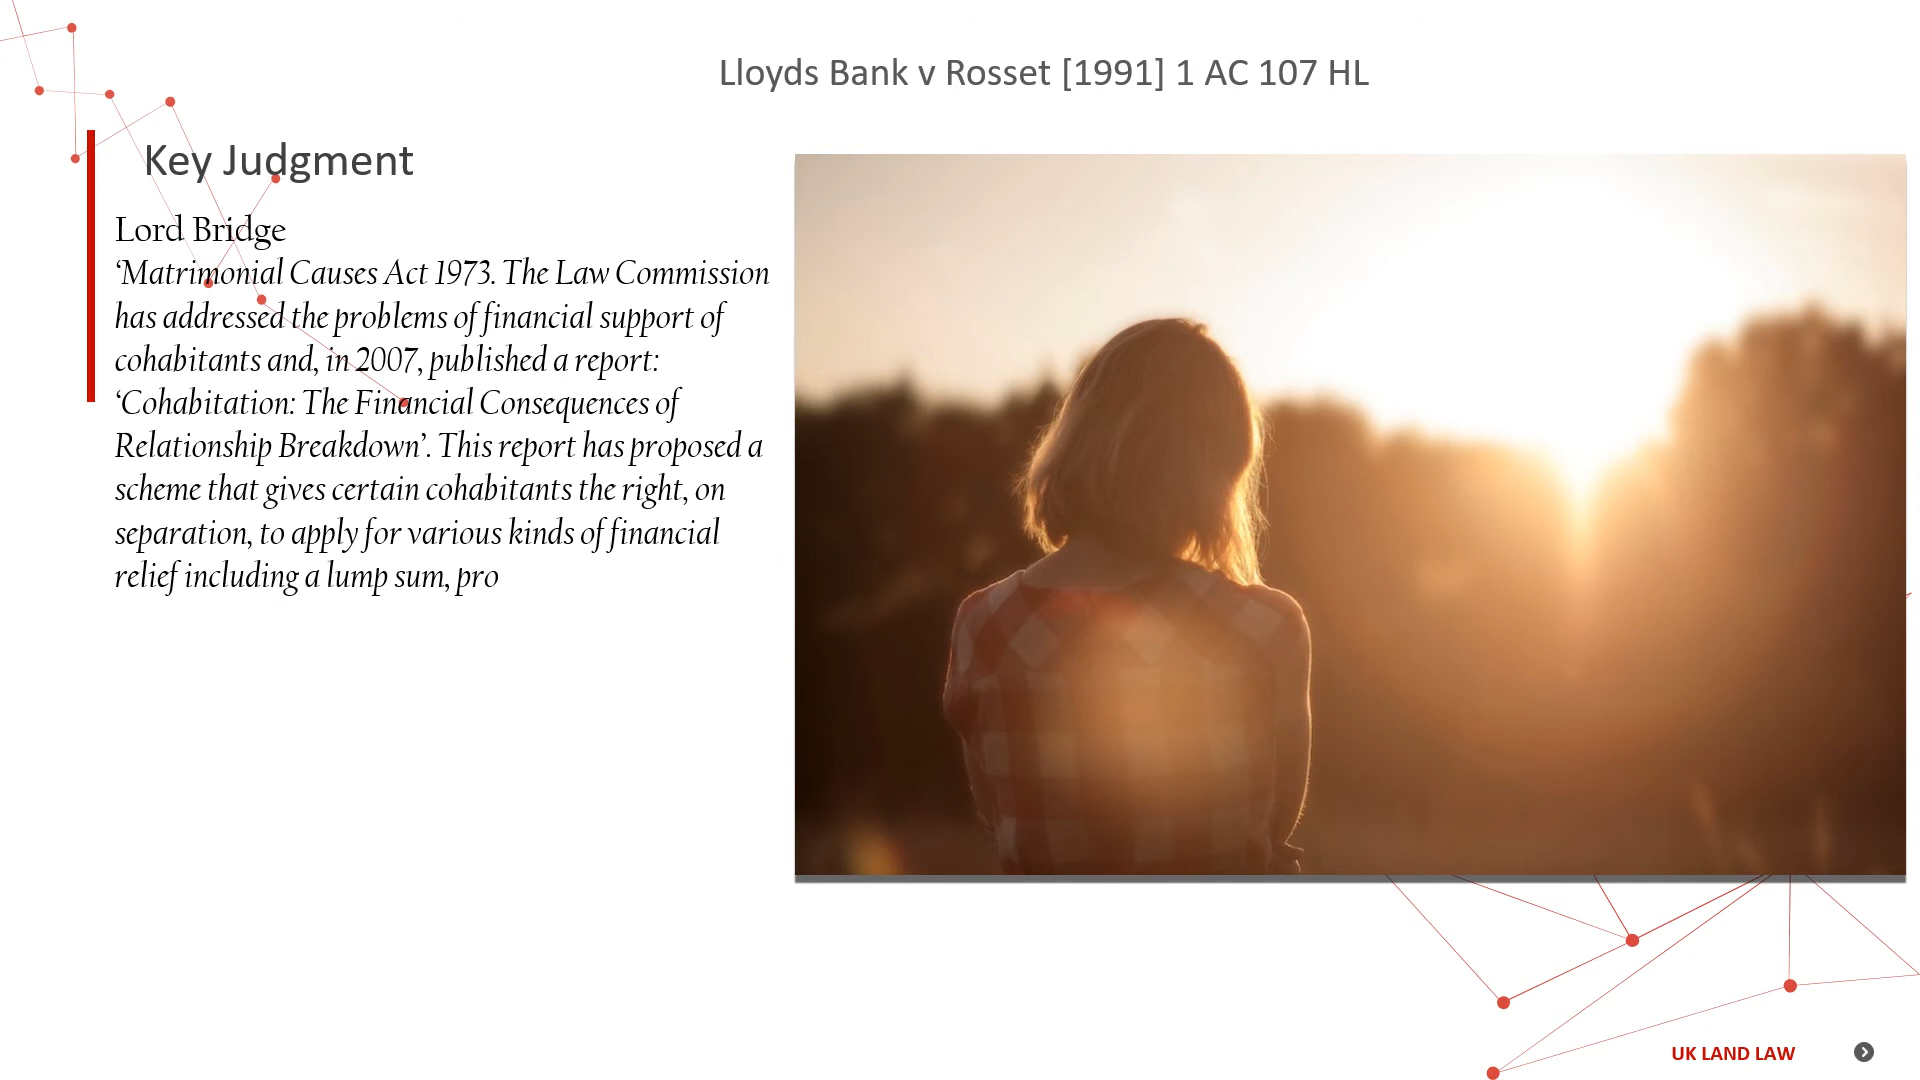 Lloyds Bank v Rosset [1991] 1 AC 107 HL
Key Judgment
Lord Bridge
‘Matrimonial Causes Act 1973. The Law Commission
has addressed the problems of financial support of
cohabitants and, in 2007, published a report:
‘Cohabitation: The Financial Consequences of
Relationship Breakdown’. This report has proposed a
scheme that gives certain cohabitants the right, on
separation, to apply for various kinds of financial
relief including a lump sum, pro
UK LAND LAW